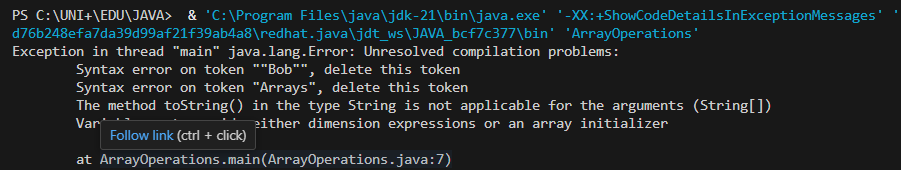 PS C:\UNI+\EDU\JAVA>  & 'C:\Program Files\java\jdk-21\bin\java.exe' '-XX:+ShowCodeDetailsInExceptionMessages' '
d76b248efa7da39d99af21f39ab4a8\redhat.java\jdt_ws\JAVA_bcf7c377\bin' 'ArrayOperations'
Exception in thread "main" java.lang.Error: Unresolved compilation problems:
Syntax error on token ""Bob"", delete this token
Syntax error on token "Arrays", delete this token
The method toString() in the type String is not applicable for the arguments (String[])
either dimension expressions or an array initializer
Follow link (ctrl + click)
at ArrayOperations.main(ArrayOperations.java:7)